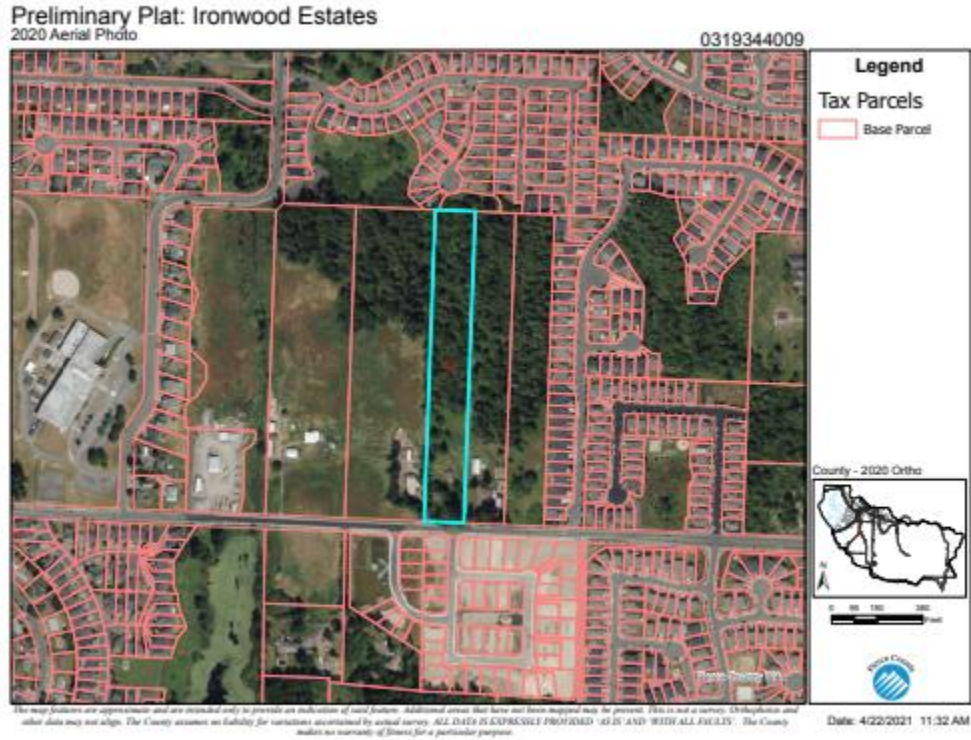 Preliminary Plat: Ironwood Estates
2020 Aerial Photo
0319344009
Legend
Tax Parcels
Base Parcel
County - 2020 Ortho
N
0
Feet
Pierce County
The map features are approximate and are intended only to provide an indication of said feature. Additional areas that have not been mapped may be present. This is not a survey. Orthophotos and
other data may not align. The County assumes no liability for variations ascertained by actual survey. ALL DATA IS EXPRESSLY PROVIDED 'AS IS' AND 'WITH ALL FAULTS'. The County
makes no warranty of fitness for a particular purpose.
Date: 4/22/2021 11:32 AM